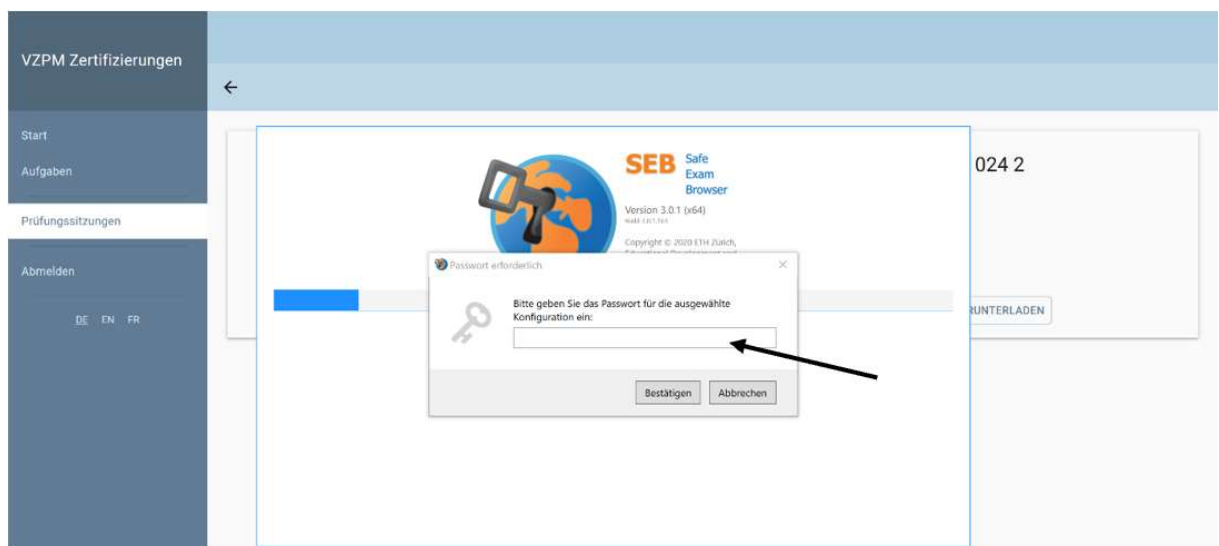 VZPM Zertifizierungen
Start
Aufgaben
Prüfungssitzungen
Abmelden
DE EN FR
024 2
SEB Safe
Exam
Browser
Version 3.0.1 (x64)
Copyright © 2020 ETH Zürich,
Passwort erforderlich
Bitte geben Sie das Passwort für die ausgewählte
Konfiguration ein:
Bestätigen Abbrechen
RUNTERLADEN